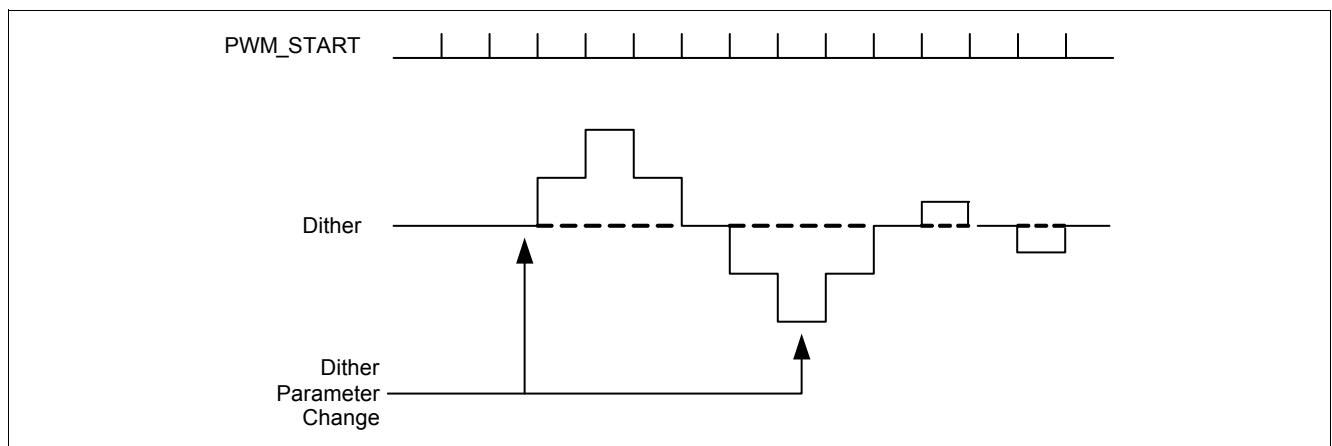 PWM_START
Dither
Dither
Parameter
Change